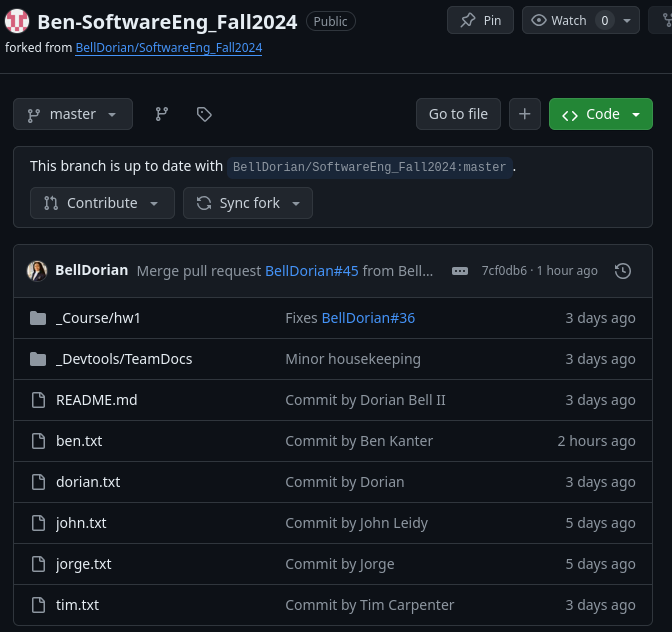 Ben-SoftwareEng_Fall2024 Public Pin Watch 0
forked from BellDorian/SoftwareEng_Fall2024
master Go to file Code
This branch is up to date with BellDorian/SoftwareEng_Fall2024:master.
Contribute Sync fork
BellDorian Merge pull request BellDorian#45 from Bell... 7cf0db6 · 1 hour ago
_Course/hw1 Fixes BellDorian#36 3 days ago
_Devtools/TeamDocs Minor housekeeping 3 days ago
README.md Commit by Dorian Bell II 3 days ago
ben.txt Commit by Ben Kanter 2 hours ago
dorian.txt Commit by Dorian 3 days ago
john.txt Commit by John Leidy 5 days ago
jorge.txt Commit by Jorge 5 days ago
tim.txt Commit by Tim Carpenter 3 days ago